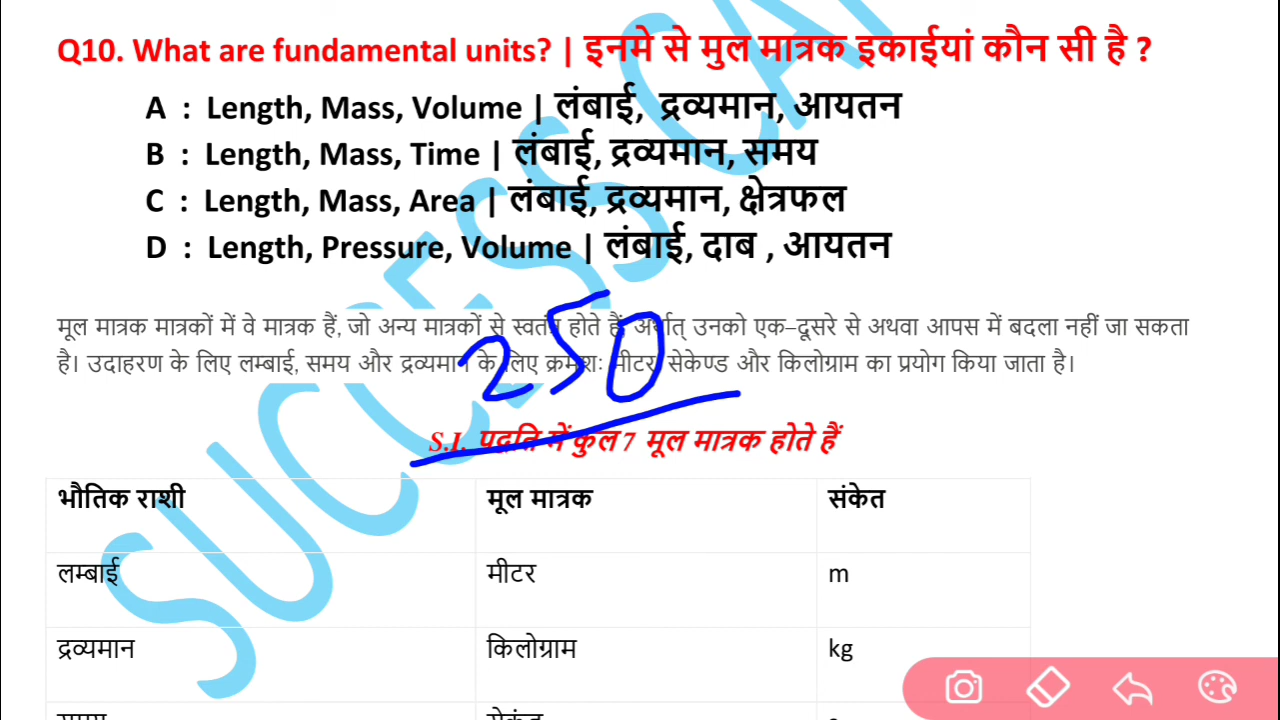 Q10. What are fundamental units? | इनमे से मुल मात्रक इकाईयां कौन सी है ?
A : Length, Mass, Volume | लंबाई, द्रव्यमान, आयतन
B : Length, Mass, Time | लंबाई, द्रव्यमान, समय
C : Length, Mass, Area | लंबाई, द्रव्यमान, क्षेत्रफल
D : Length, Pressure, Volume | लंबाई, दाब , आयतन
मूल मात्रक मात्रकों में वे मात्रक हैं, जो अन्य मात्रकों से स्वतंत्र होते हैं, अर्थात् उनको एक–दूसरे से अथवा आपस में बदला नहीं जा सकता
है। उदाहरण के लिए लम्बाई, समय और द्रव्यमान के लिए क्रमशः मीटर, सेकेण्ड और किलोग्राम का प्रयोग किया जाता है।
250
S.I. पद्वति में कुल 7 मूल मात्रक होते हैं
भौतिक राशी मूल मात्रक संकेत
लम्बाई मीटर m
द्रव्यमान किलोग्राम kg
SUCCESS